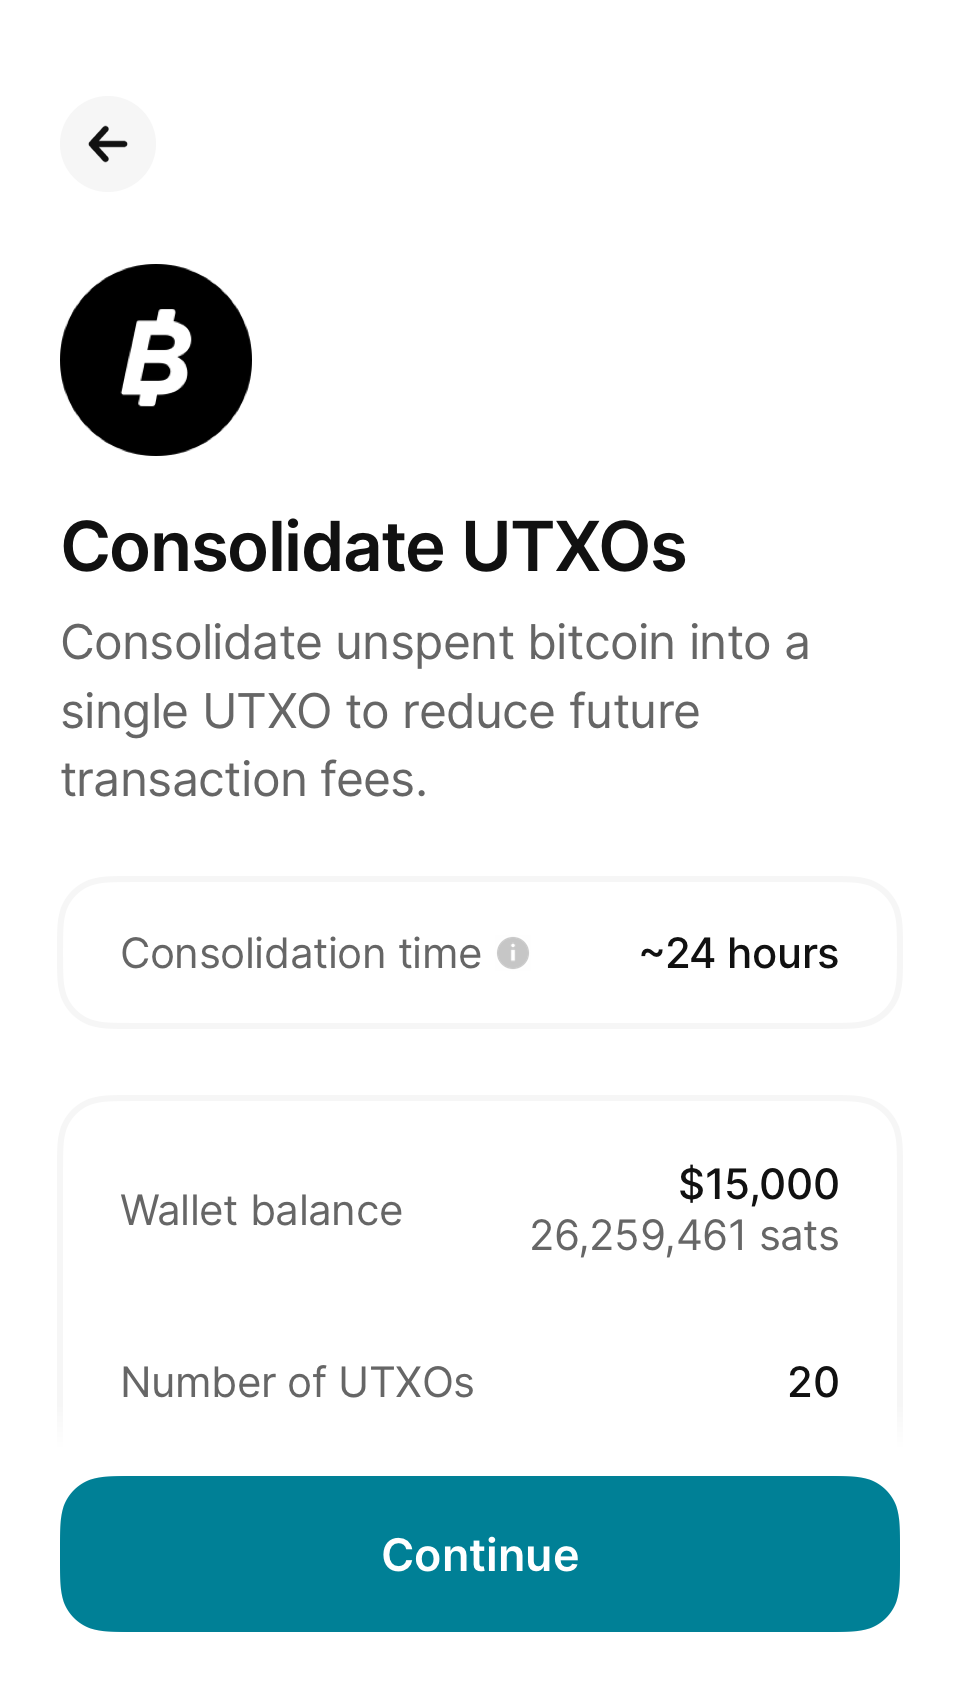 Consolidate UTXOs
Consolidate unspent bitcoin into a
single UTXO to reduce future
transaction fees.
Consolidation time ~24 hours
Wallet balance
$15,000
26,259,461 sats
Number of UTXOs 20
Continue